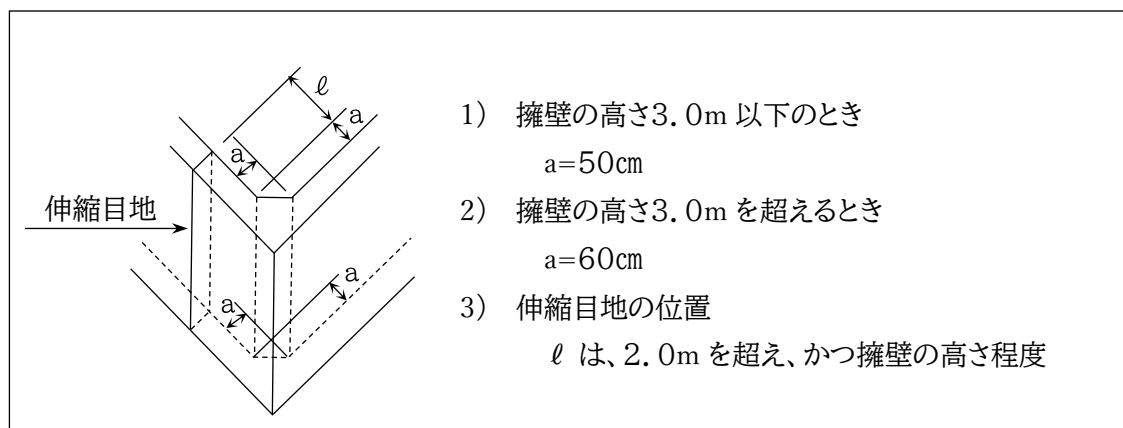 ℓ
a
a
伸縮目地
a
a
1) 擁壁の高さ3.0m 以下のとき
a=50㎝
2) 擁壁の高さ3.0m を超えるとき
a=60㎝
3) 伸縮目地の位置
ℓ は、2.0m を超え、かつ擁壁の高さ程度